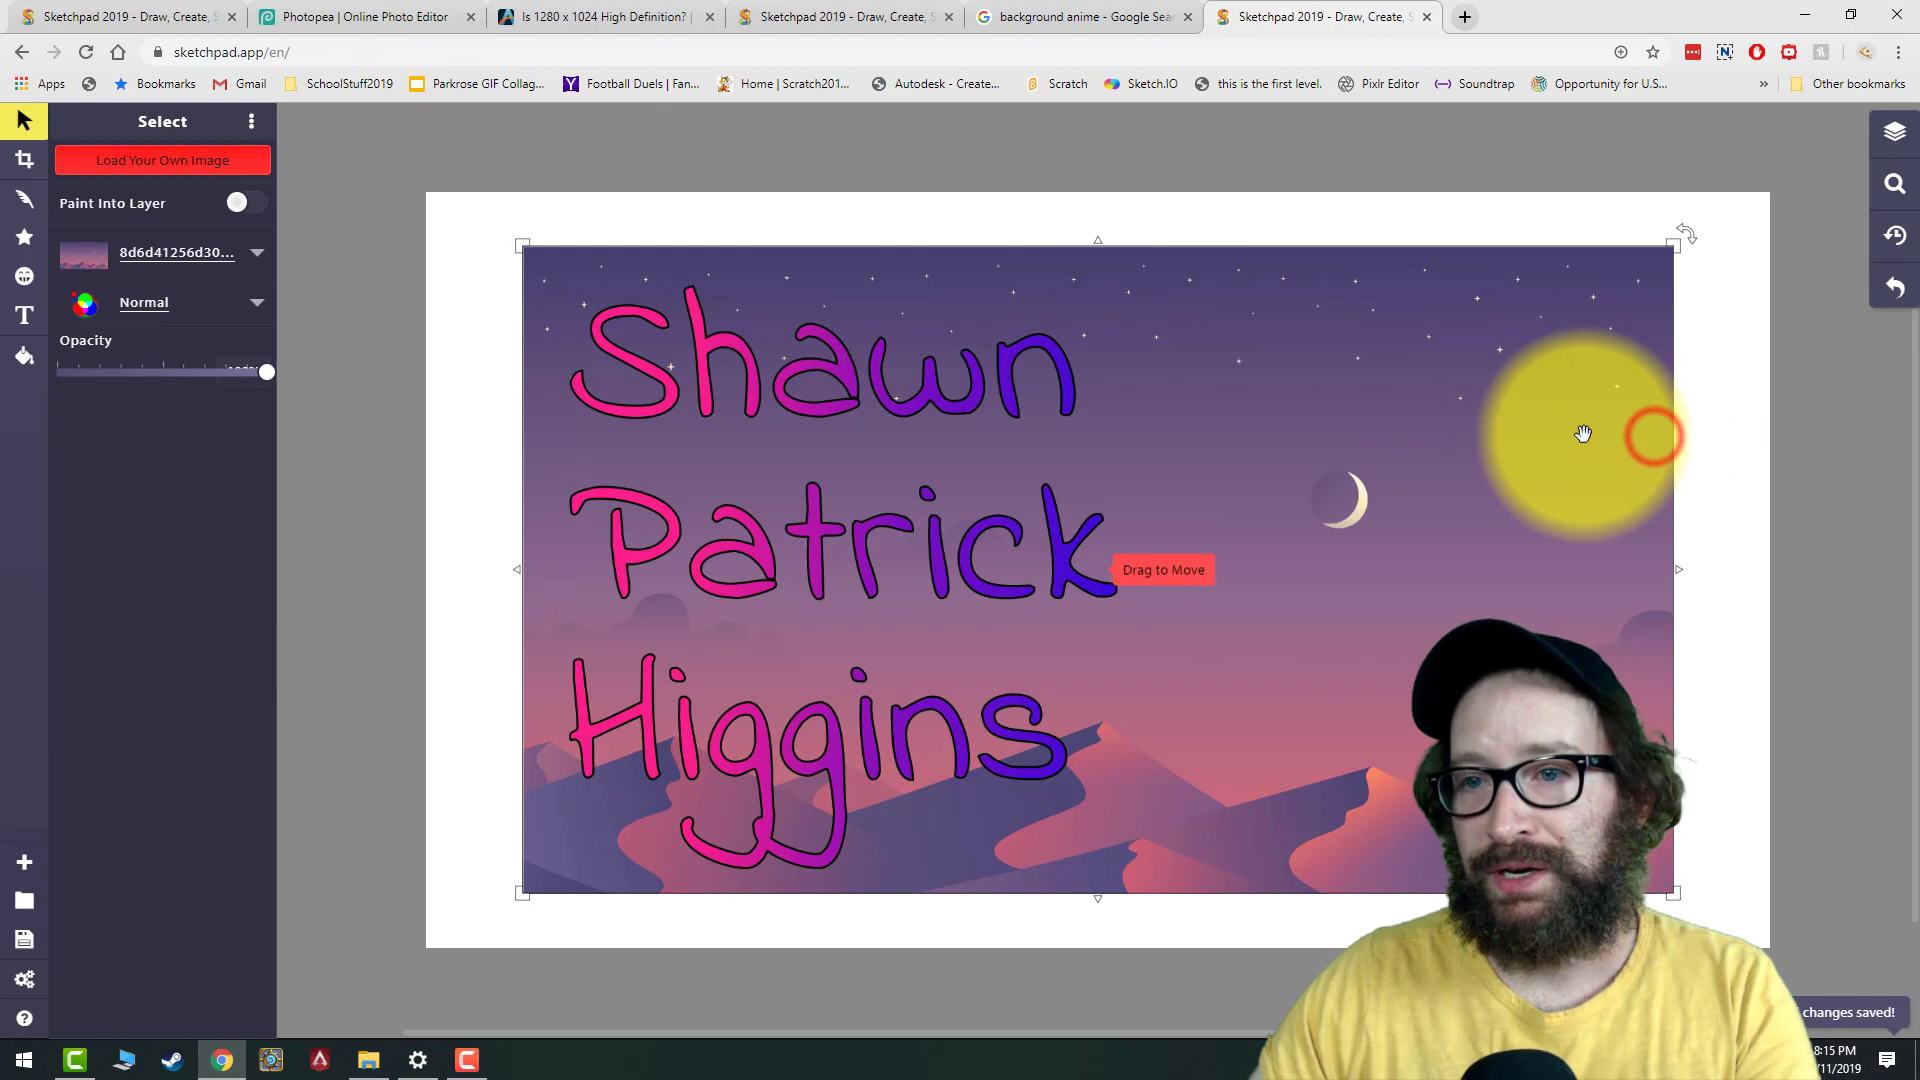 Sketchpad 2019 - Draw, Create, S
Photopea | Online Photo Editor
Is 1280 x 1024 High Definition? |
Sketchpad 2019 - Draw, Create, S
background anime - Google Sear
Sketchpad 2019 - Draw, Create, S
sketchpad.app/en/
Apps
Bookmarks
Gmail
SchoolStuff2019
Parkrose GIF Collag...
Football Duels | Fan...
Home | Scratch201...
Autodesk - Create...
Scratch
Sketch.IO
this is the first level.
Pixlr Editor
Soundtrap
Opportunity for U.S...
Other bookmarks
Select
Load Your Own Image
Paint Into Layer
8d6d41256d30...
Normal
Opacity
Shawn
Patrick
Drag to Move
Higgins
changes saved!
8:15 PM
/11/2019